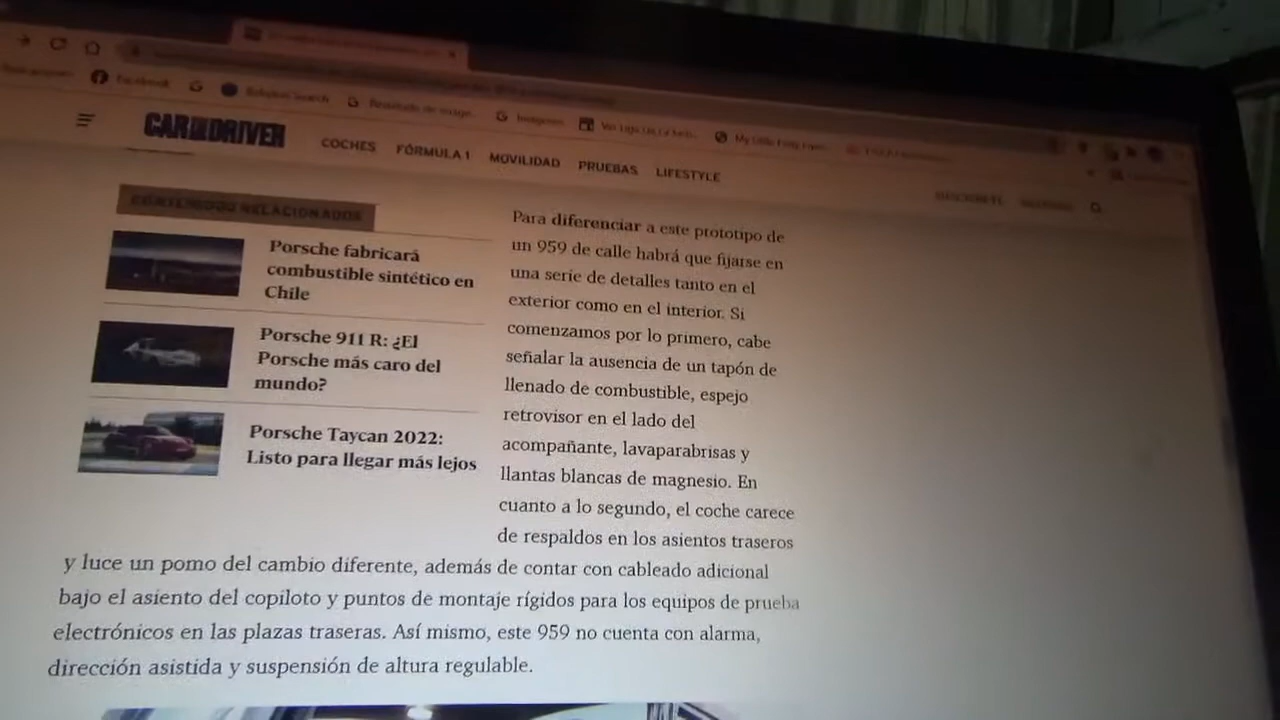 Facebook
CAR AND DRIVER
COCHES FÓRMULA 1 MOVILIDAD PRUEBAS LIFESTYLE
CONTENIDOS RELACIONADOS
Porsche fabricará
combustible sintético en
Chile
Porsche 911 R: ¿El
Porsche más caro del
mundo?
Porsche Taycan 2022:
Listo para llegar más lejos
Para diferenciar a este prototipo de
un 959 de calle habrá que fijarse en
una serie de detalles tanto en el
exterior como en el interior. Si
comenzamos por lo primero, cabe
señalar la ausencia de un tapón de
llenado de combustible, espejo
retrovisor en el lado del
acompañante, lavaparabrisas y
llantas blancas de magnesio. En
cuanto a lo segundo, el coche carece
de respaldos en los asientos traseros
y luce un pomo del cambio diferente, además de contar con cableado adicional
bajo el asiento del copiloto y puntos de montaje rígidos para los equipos de prueba
electrónicos en las plazas traseras. Así mismo, este 959 no cuenta con alarma,
dirección asistida y suspensión de altura regulable.